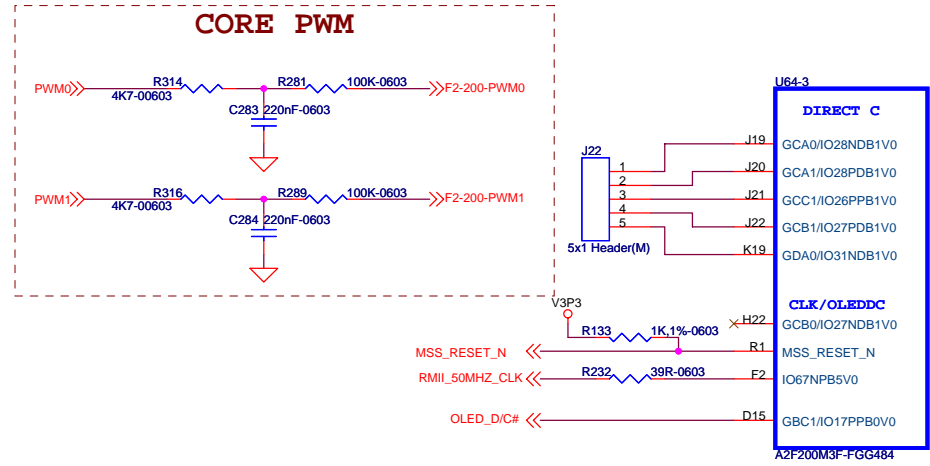 CORE PWM
PWM0
R314
4K7-00603
R281
100K-0603
F2-200-PWM0
C283 220nF-0603
PWM1
R316
4K7-00603
R289
100K-0603
F2-200-PWM1
C284 220nF-0603
U64-3
DIRECT C
J22
1
2
3
4
5
5x1 Header(M)
J19 GCA0/IO28NDB1V0
J20 GCA1/IO28PDB1V0
J21 GCC1/IO26PPB1V0
J22 GCB1/IO27PDB1V0
K19 GDA0/IO31NDB1V0
CLK/OLEDDC
V3P3
H22 GCB0/IO27NDB1V0
R133 1K,1%-0603
MSS_RESET_N
R1 MSS_RESET_N
RMII_50MHZ_CLK
R232 39R-0603
F2 IO67NPB5V0
OLED_D/C#
D15 GBC1/IO17PPB0V0
A2F200M3F-FGG484